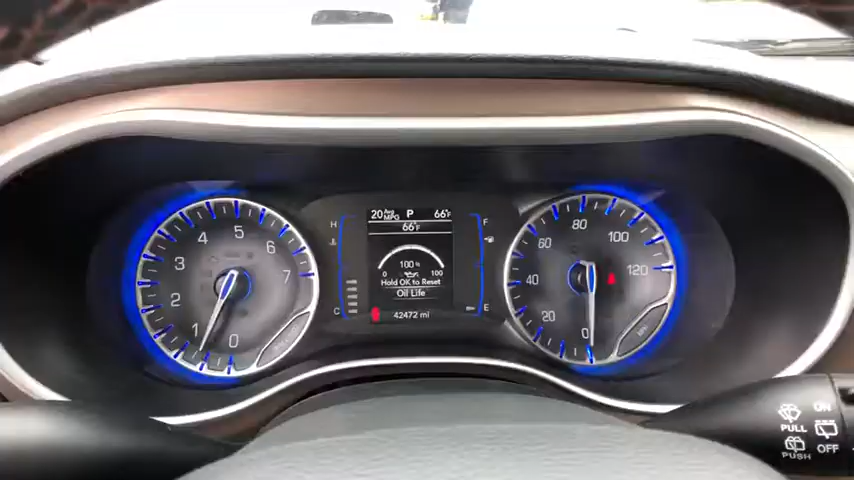 20 Avg MPG P 66°F
66°F
100%
0 100
Hold OK to Reset
Oil Life
42472 mi
H
C
F
E
0 1 2 3 4 5 6 7
0 20 40 60 80 100 120
PULL
PUSH
ON
OFF